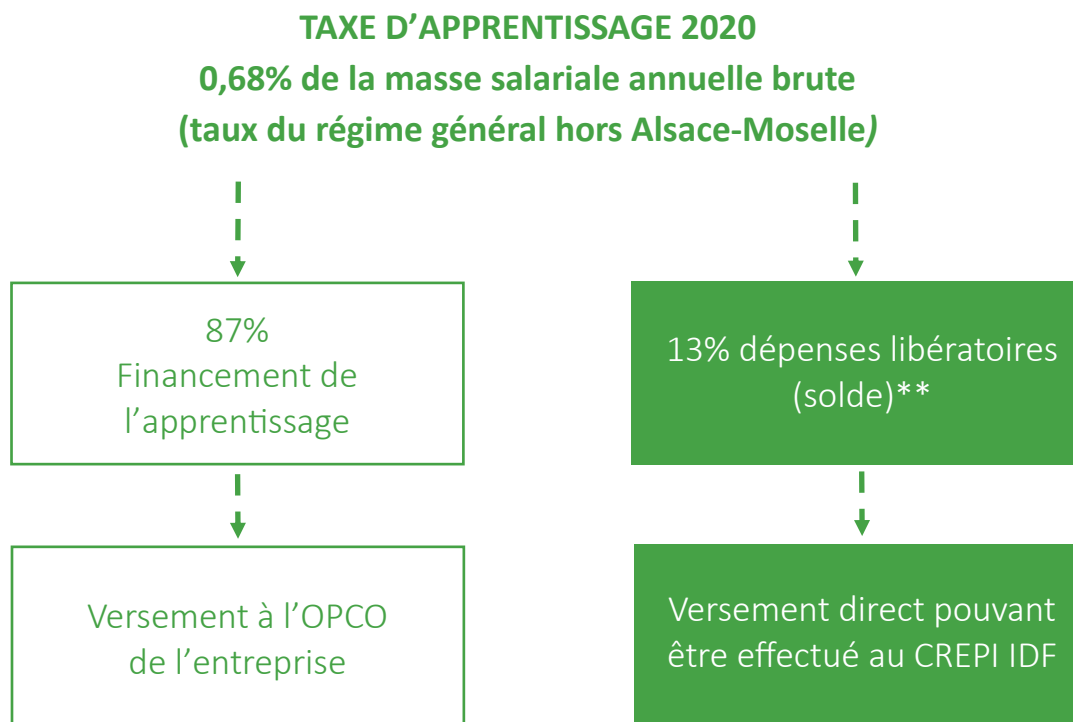 TAXE D’APPRENTISSAGE 2020
0,68% de la masse salariale annuelle brute
(taux du régime général hors Alsace-Moselle)
87%
Financement de
l’apprentissage
13% dépenses libératoires
(solde)**
Versement à l’OPCO
de l’entreprise
Versement direct pouvant
être effectué au CREPI IDF